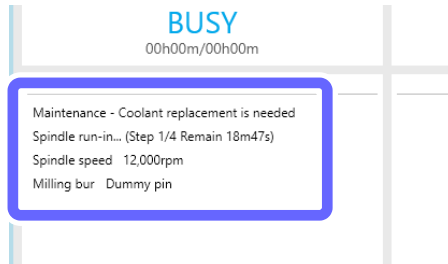 BUSY
00h00m/00h00m
Maintenance - Coolant replacement is needed
Spindle run-in... (Step 1/4 Remain 18m47s)
Spindle speed 12,000rpm
Milling bur Dummy pin